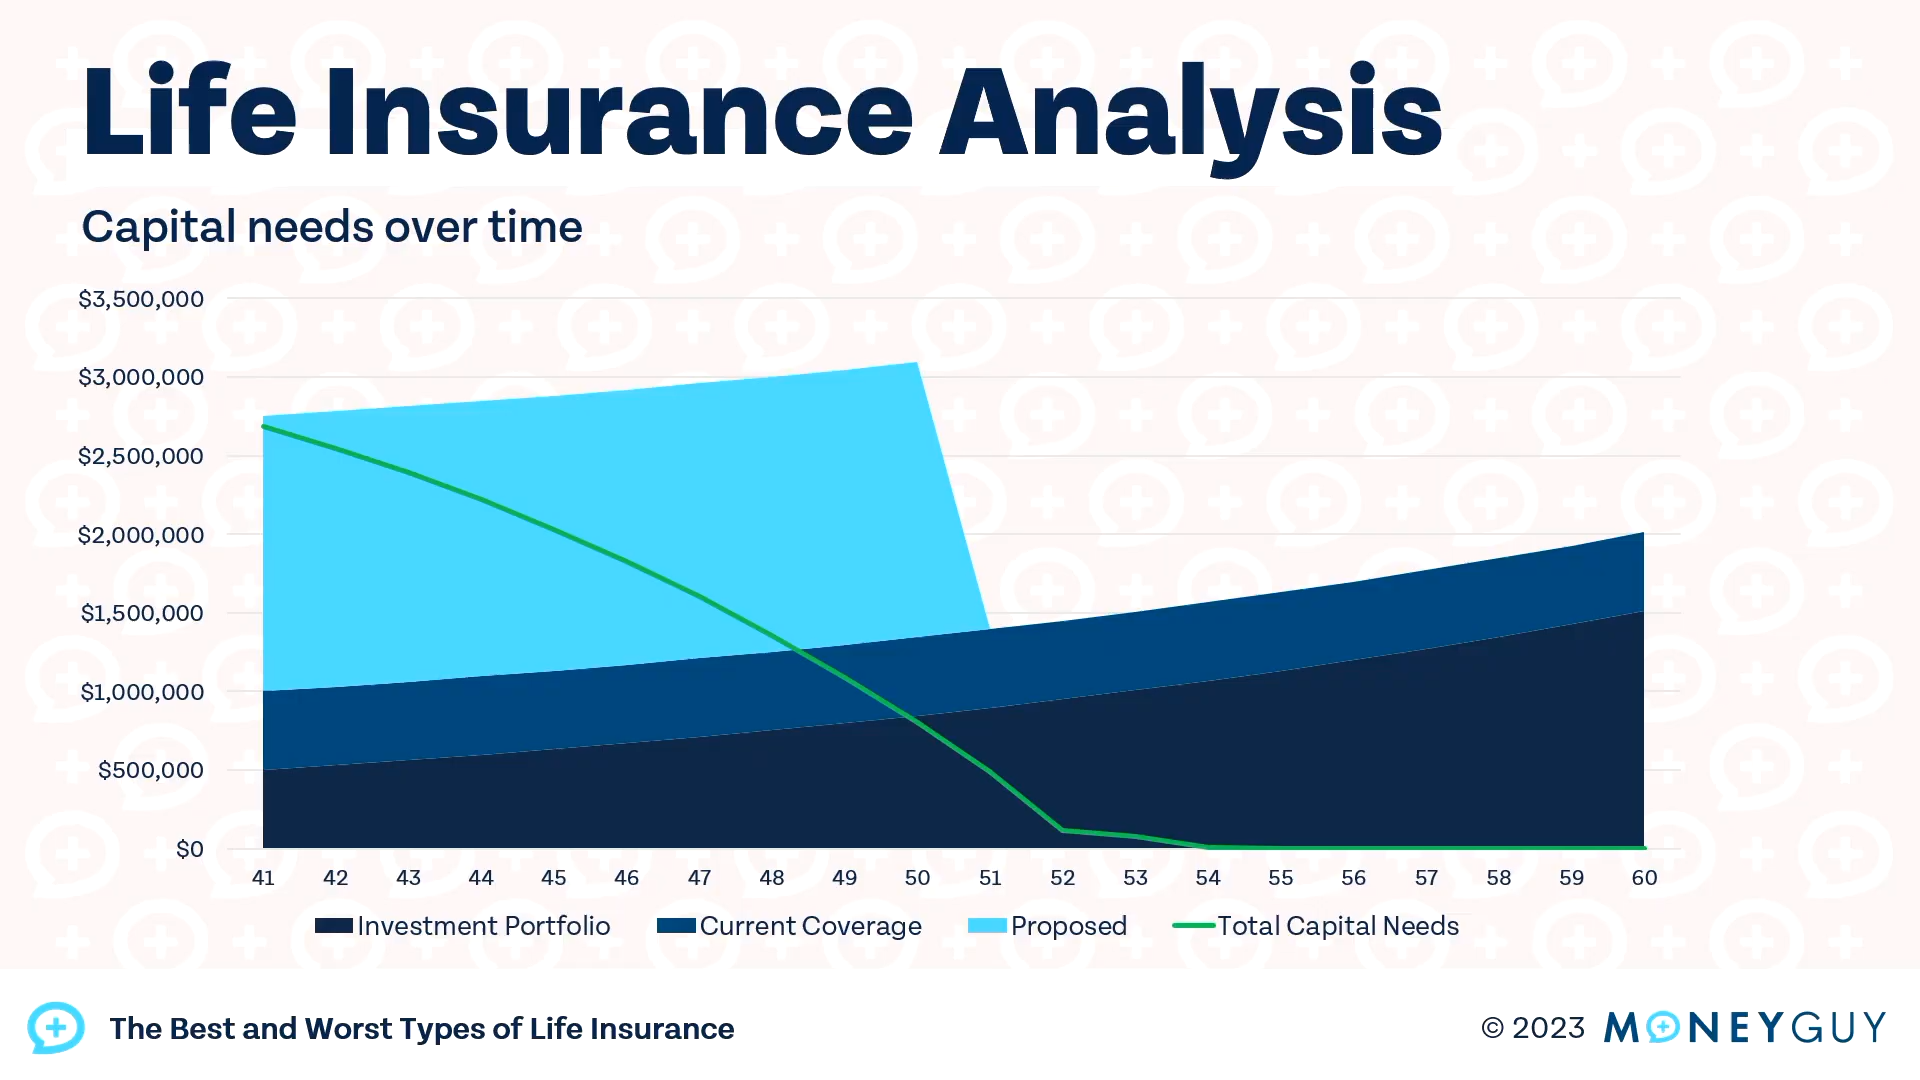 Life Insurance Analysis
Capital needs over time
$3,500,000
$3,000,000
$2,500,000
$2,000,000
$1,500,000
$1,000,000
$500,000
$0
41 42 43 44 45 46 47 48 49 50 51 52 53 54 55 56 57 58 59 60
Investment Portfolio Current Coverage Proposed Total Capital Needs
The Best and Worst Types of Life Insurance © 2023 MONEYGUY